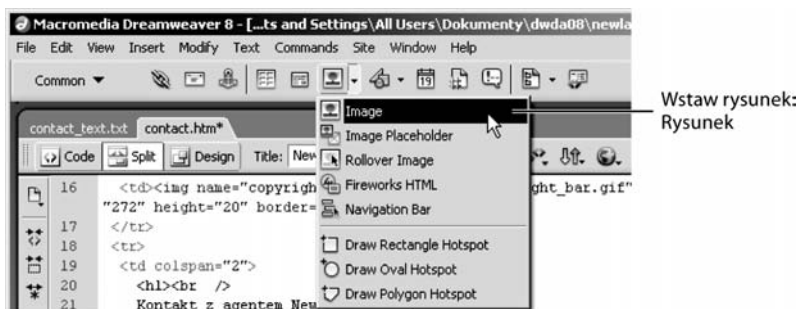 Macromedia Dreamweaver 8 - [...ts and Settings\All Users\Dokumenty\dwda08\newla
File Edit View Insert Modify Text Commands Site Window Help
Common
19
Image
Wstaw rysunek:
Rysunek
contact_text.txt contact.htm*
Image Placeholder
Code Split Design Title: New
Rollover Image
Fireworks HTML
Navigation Bar
16 <td><img name="copyrigh ght_bar.gif"
"272" height="20" border=
17 </tr>
18 <tr>
Draw Rectangle Hotspot
19 <td colspan="2">
Draw Oval Hotspot
20 <h1><br />
Draw Polygon Hotspot
21 Kontakt z agentem New